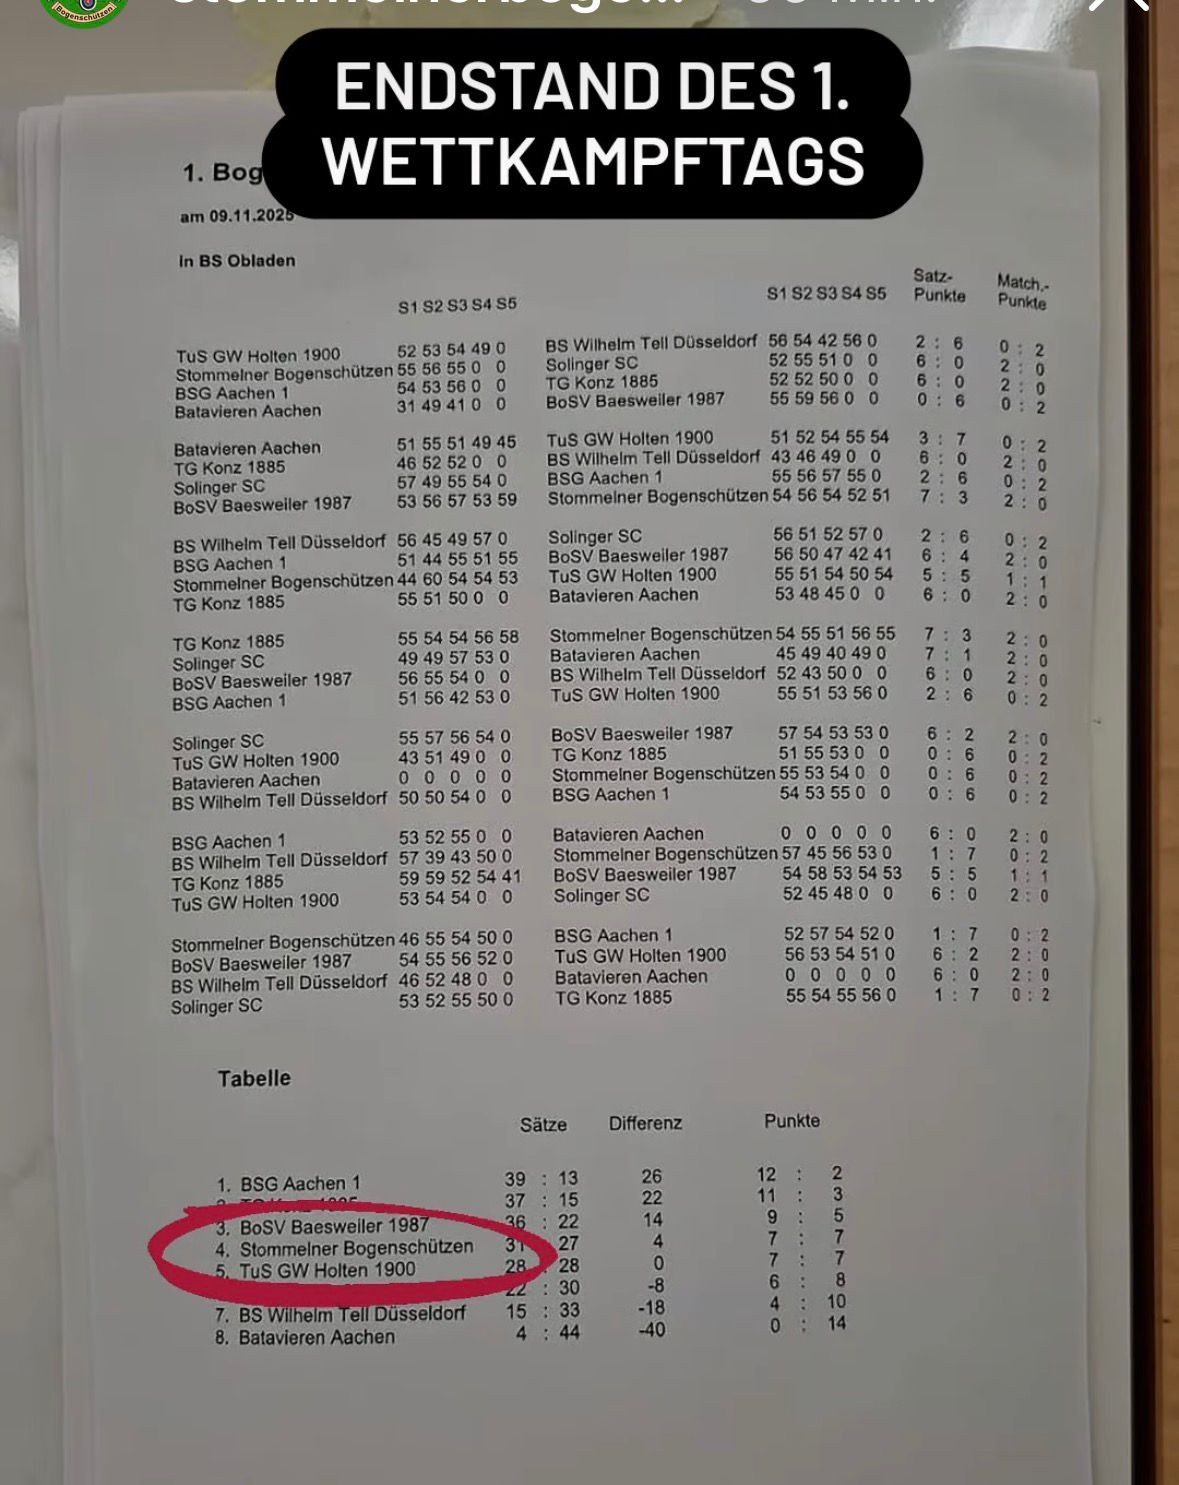 Bogenschützen
ENDSTAND DES 1.
WETTKAMPFTAGS
1. Bog
am 09.11.2025
in BS Obladen
S1 S2 S3 S4 S5 S1 S2 S3 S4 S5 Satz-Punkte Match.-Punkte
TuS GW Holten 1900 52 53 54 49 0 BS Wilhelm Tell Düsseldorf 56 54 42 56 0 2 : 6 0 : 2
Stommelner Bogenschützen 55 56 55 0 0 Solinger SC 52 55 51 0 0 6 : 0 2 : 0
BSG Aachen 1 54 53 56 0 0 TG Konz 1885 52 52 50 0 0 6 : 0 2 : 0
Batavieren Aachen 31 49 41 0 0 BoSV Baesweiler 1987 55 59 56 0 0 0 : 6 0 : 2
Batavieren Aachen 51 55 51 49 45 TuS GW Holten 1900 51 52 54 55 54 3 : 7 0 : 2
TG Konz 1885 46 52 52 0 0 BS Wilhelm Tell Düsseldorf 43 46 49 0 0 6 : 0 2 : 0
Solinger SC 57 49 55 54 0 BSG Aachen 1 55 56 57 55 0 2 : 6 0 : 2
BoSV Baesweiler 1987 53 56 57 53 59 Stommelner Bogenschützen 54 56 54 52 51 7 : 3 2 : 0
BS Wilhelm Tell Düsseldorf 56 45 49 57 0 Solinger SC 56 51 52 57 0 2 : 6 0 : 2
BSG Aachen 1 51 44 55 51 55 BoSV Baesweiler 1987 56 50 47 42 41 6 : 4 2 : 0
Stommelner Bogenschützen 44 60 54 54 53 TuS GW Holten 1900 55 51 54 50 54 5 : 5 1 : 1
TG Konz 1885 55 51 50 0 0 Batavieren Aachen 53 48 45 0 0 6 : 0 2 : 0
TG Konz 1885 55 54 54 56 58 Stommelner Bogenschützen 54 55 51 56 55 7 : 3 2 : 0
Solinger SC 49 49 57 53 0 Batavieren Aachen 45 49 40 49 0 7 : 1 2 : 0
BoSV Baesweiler 1987 56 55 54 0 0 BS Wilhelm Tell Düsseldorf 52 43 50 0 0 6 : 0 2 : 0
BSG Aachen 1 51 56 42 53 0 TuS GW Holten 1900 55 51 53 56 0 2 : 6 0 : 2
Solinger SC 55 57 56 54 0 BoSV Baesweiler 1987 57 54 53 53 0 6 : 2 2 : 0
TuS GW Holten 1900 43 51 49 0 0 TG Konz 1885 51 55 53 0 0 0 : 6 0 : 2
Batavieren Aachen 0 0 0 0 0 Stommelner Bogenschützen 55 53 54 0 0 0 : 6 0 : 2
BS Wilhelm Tell Düsseldorf 50 50 54 0 0 BSG Aachen 1 54 53 55 0 0 0 : 6 0 : 2
BSG Aachen 1 53 52 55 0 0 Batavieren Aachen 0 0 0 0 0 6 : 0 2 : 0
BS Wilhelm Tell Düsseldorf 57 39 43 50 0 Stommelner Bogenschützen 57 45 56 53 0 1 : 7 0 : 2
TG Konz 1885 59 59 52 54 41 BoSV Baesweiler 1987 54 58 53 54 53 5 : 5 1 : 1
TuS GW Holten 1900 53 54 54 0 0 Solinger SC 52 45 48 0 0 6 : 0 2 : 0
Stommelner Bogenschützen 46 55 54 50 0 BSG Aachen 1 52 57 54 52 0 1 : 7 0 : 2
BoSV Baesweiler 1987 54 55 56 52 0 TuS GW Holten 1900 56 53 54 51 0 6 : 2 2 : 0
BS Wilhelm Tell Düsseldorf 46 52 48 0 0 Batavieren Aachen 0 0 0 0 0 6 : 0 2 : 0
Solinger SC 53 52 55 50 0 TG Konz 1885 55 54 55 56 0 1 : 7 0 : 2
Tabelle
Sätze Differenz Punkte
1. BSG Aachen 1 39 : 13 26 12 : 2
37 : 15 22 11 : 3
3. BoSV Baesweiler 1987 36 : 22 14 9 : 5
4. Stommelner Bogenschützen 31 27 4 7 : 7
5. TuS GW Holten 1900 28 : 28 0 7 : 7
22 : 30 -8 6 : 8
7. BS Wilhelm Tell Düsseldorf 15 : 33 -18 4 : 10
8. Batavieren Aachen 4 : 44 -40 0 : 14